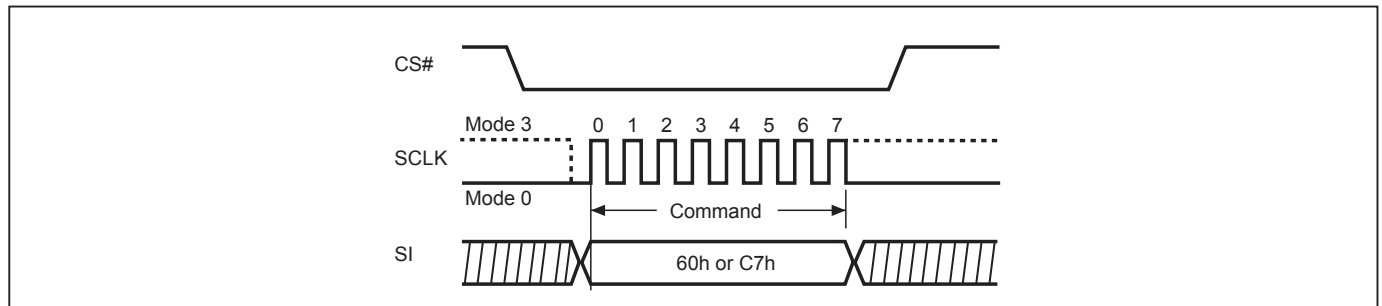 CS#
Mode 3 0 1 2 3 4 5 6 7
SCLK
Mode 0
Command
SI
60h or C7h